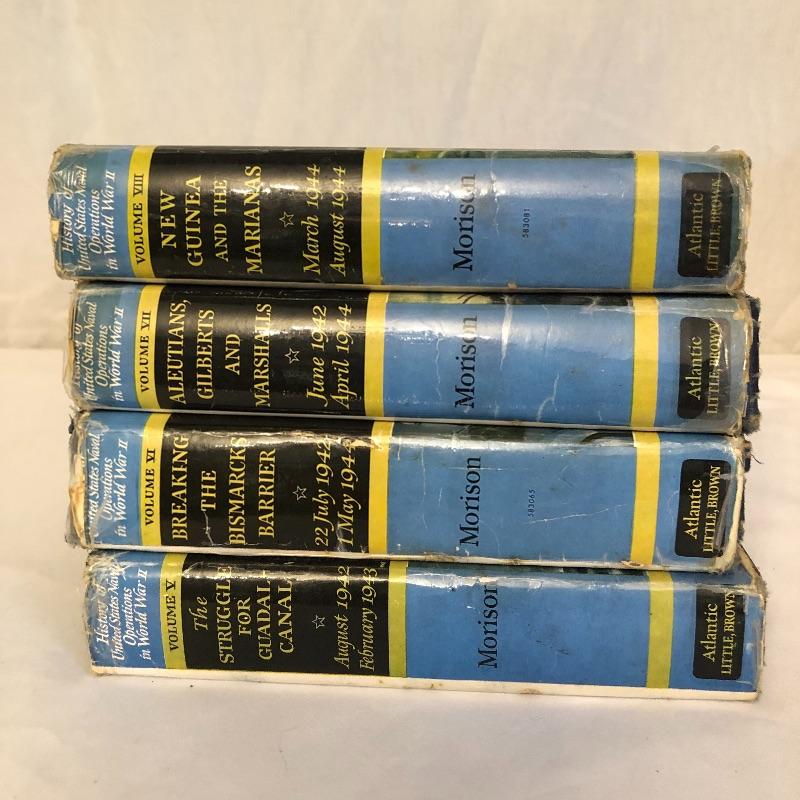 History of
United States Naval
Operations
in World War II
VOLUME VIII
NEW
GUINEA
AND THE
MARIANAS
☆
March 1944
August 1944
Morison
583081
Atlantic
LITTLE, BROWN
History of
United States Naval
Operations
in World War II
VOLUME VII
ALEUTIANS,
GILBERTS
AND
MARSHALLS
☆
June 1942
April 1944
Morison
Atlantic
LITTLE, BROWN
United States Naval
Operations
in World War II
VOLUME VI
BREAKING
THE
BISMARCKS
BARRIER
☆
22 July 1942
1 May 1944
Morison
583065
Atlantic
LITTLE, BROWN
History of
United States Naval
Operations
in World War II
VOLUME V
The
STRUGGLE
FOR
GUADAL-
CANAL
☆
August 1942
February 1943
Morison
Atlantic
LITTLE, BROWN